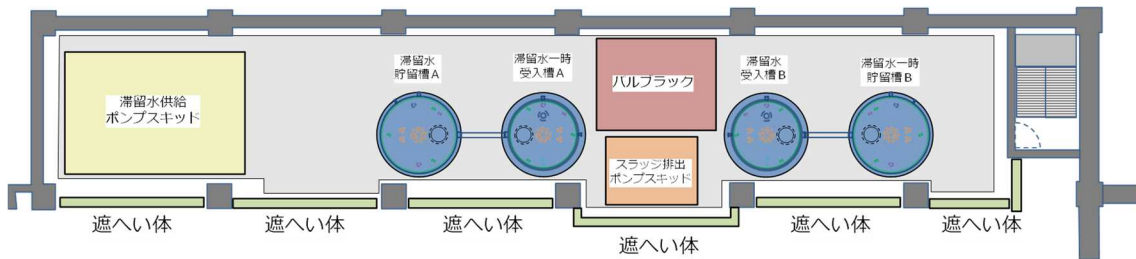 滞留水供給
ポンプスキッド
滞留水
貯留槽A
滞留水一時
受入槽A
バルブラック
スラッジ排出
ポンプスキッド
滞留水
受入槽B
滞留水一時
貯留槽B
遮へい体
遮へい体
遮へい体
遮へい体
遮へい体
遮へい体